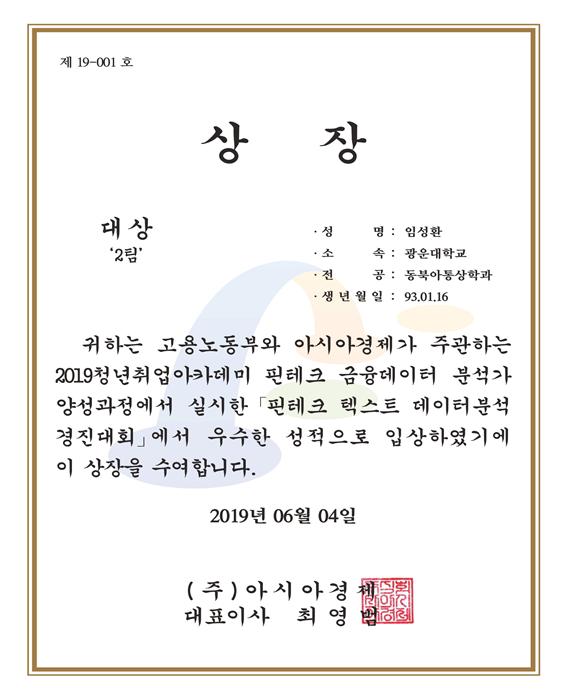 제 19-001 호
상 장
대상
'2팀'
· 성 명 : 임성환
· 소 속 : 광운대학교
· 전 공 : 동북아통상학과
· 생년월일 : 93.01.16
귀하는 고용노동부와 아시아경제가 주관하는
2019청년취업아카데미 핀테크 금융데이터 분석가
양성과정에서 실시한「핀테크 텍스트 데이터분석
경진대회」에서 우수한 성적으로 입상하였기에
이 상장을 수여합니다.
2019년 06월 04일
(주)아시아경제
대표이사 최영범